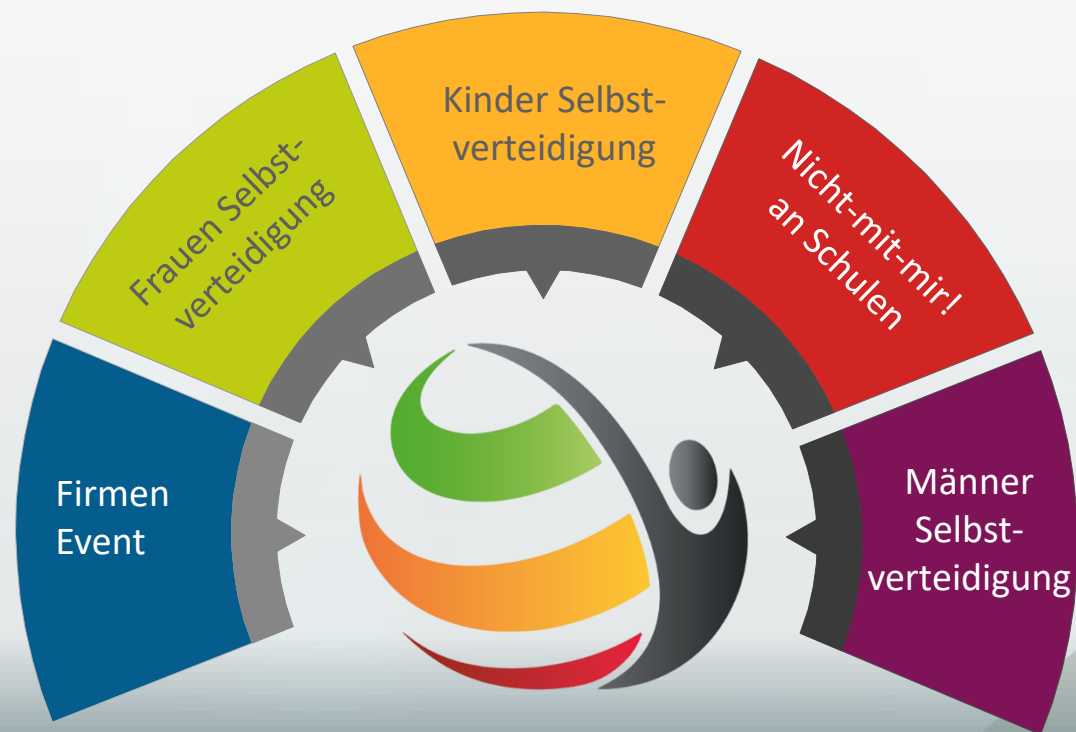 Firmen
Event
Frauen Selbst-
verteidigung
Kinder Selbst-
verteidigung
Nicht-mit-mir!
an Schulen
Männer
Selbst-
verteidigung